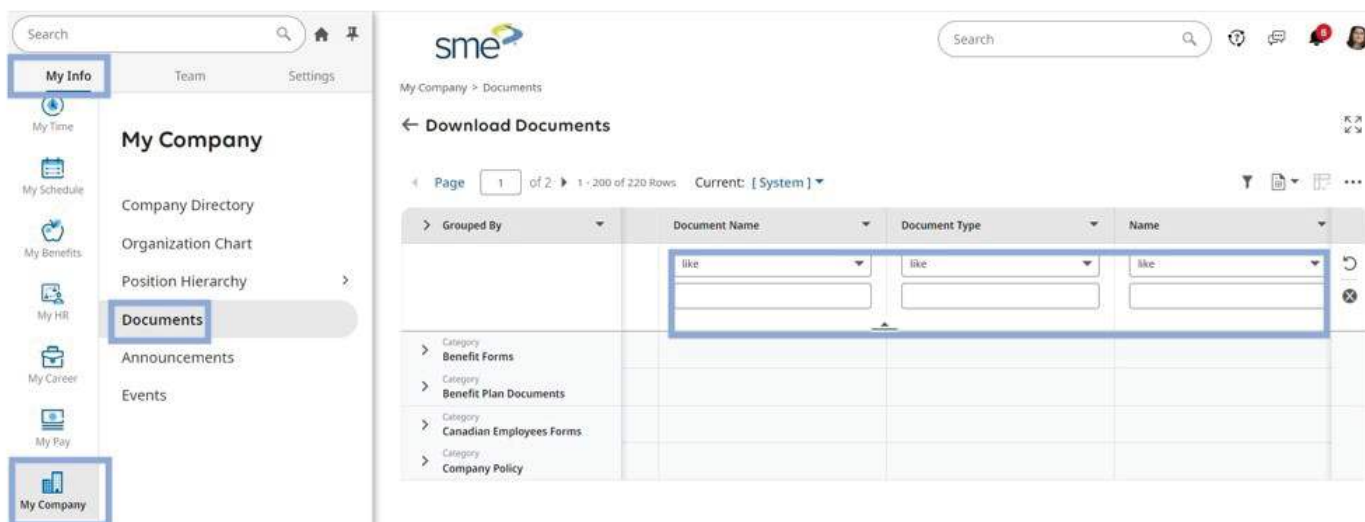 Search
My Info
Team
Settings
My Time
My Schedule
My Benefits
My HR
My Career
My Pay
My Company
My Company
Company Directory
Organization Chart
Position Hierarchy
Documents
Announcements
Events
sme
Search
6
My Company > Documents
Download Documents
Page 1 of 2 1 - 200 of 220 Rows Current: [ System ]
Grouped By Document Name Document Type Name
like like like
Category
Benefit Forms
Category
Benefit Plan Documents
Category
Canadian Employees Forms
Category
Company Policy